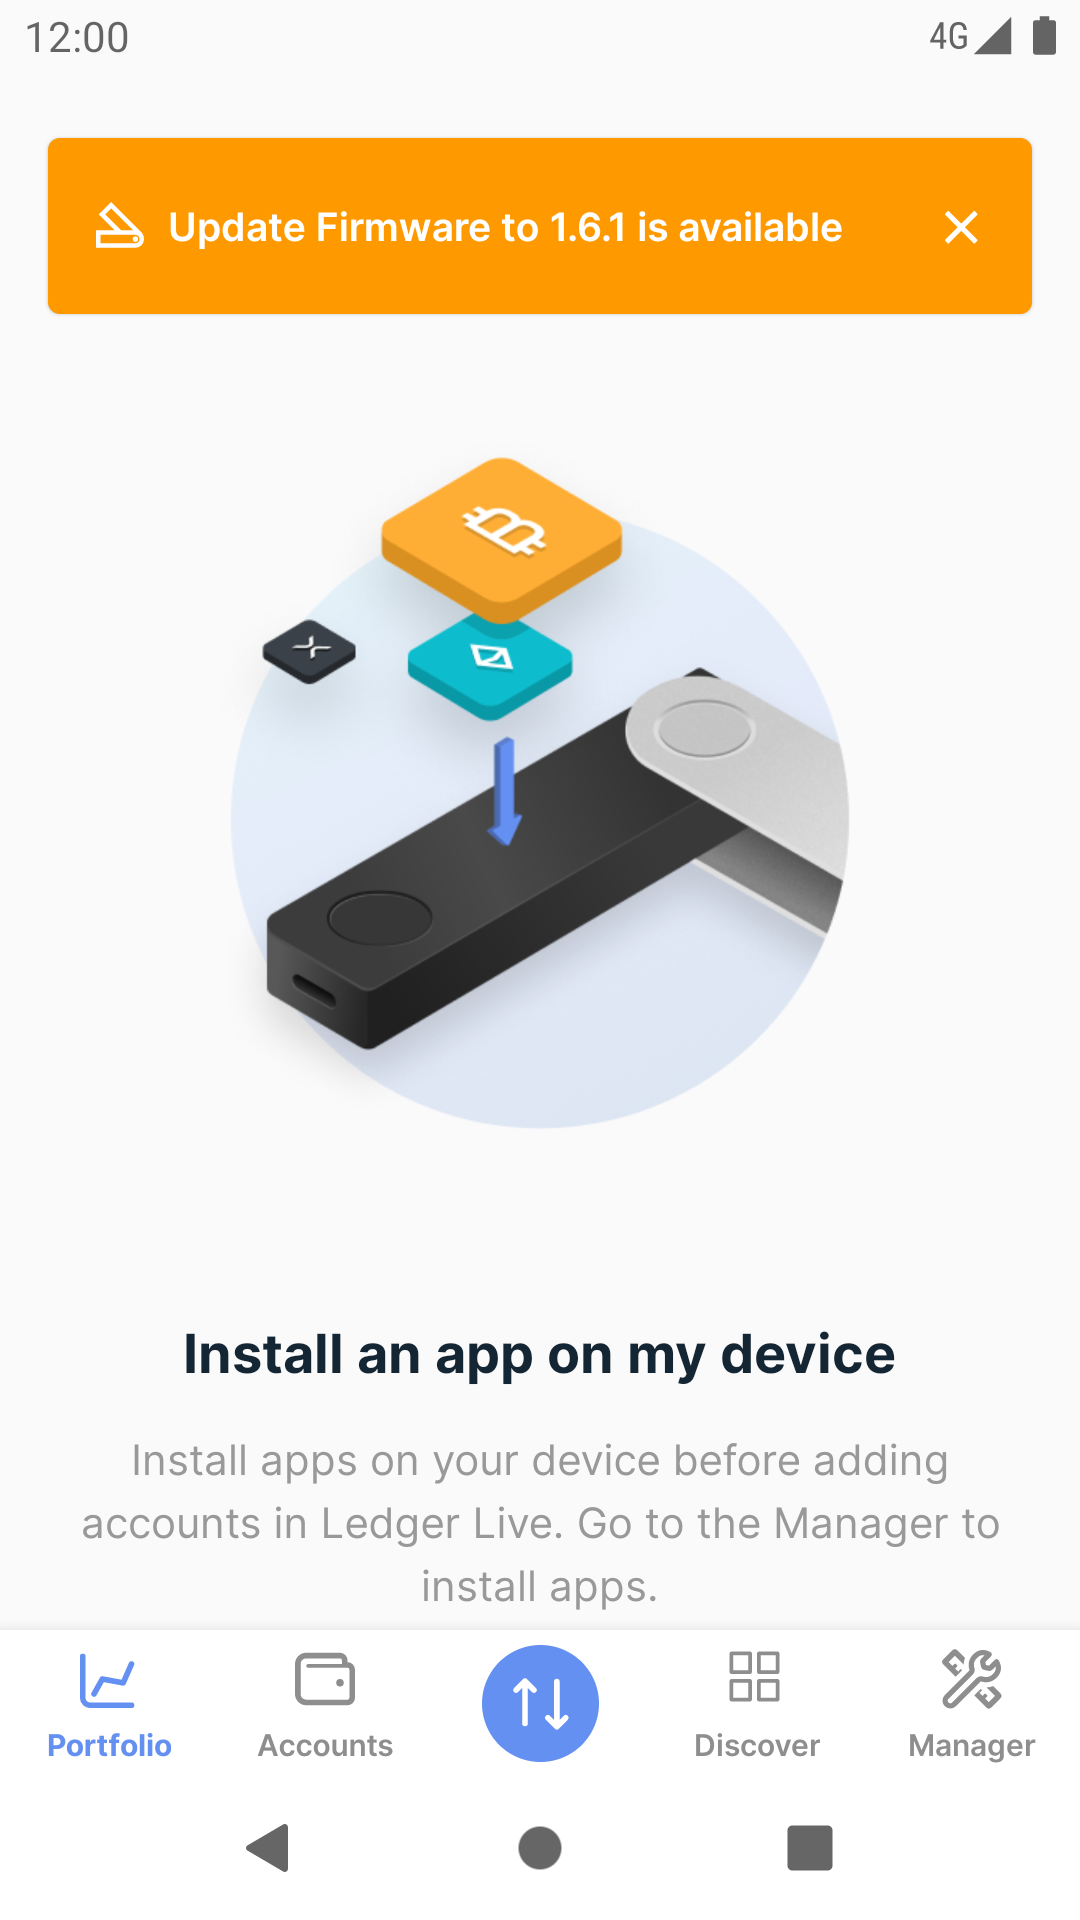 12:00
4G
Update Firmware to 1.6.1 is available
Install an app on my device
Install apps on your device before adding
accounts in Ledger Live. Go to the Manager to
install apps.
Portfolio
Accounts
Discover
Manager